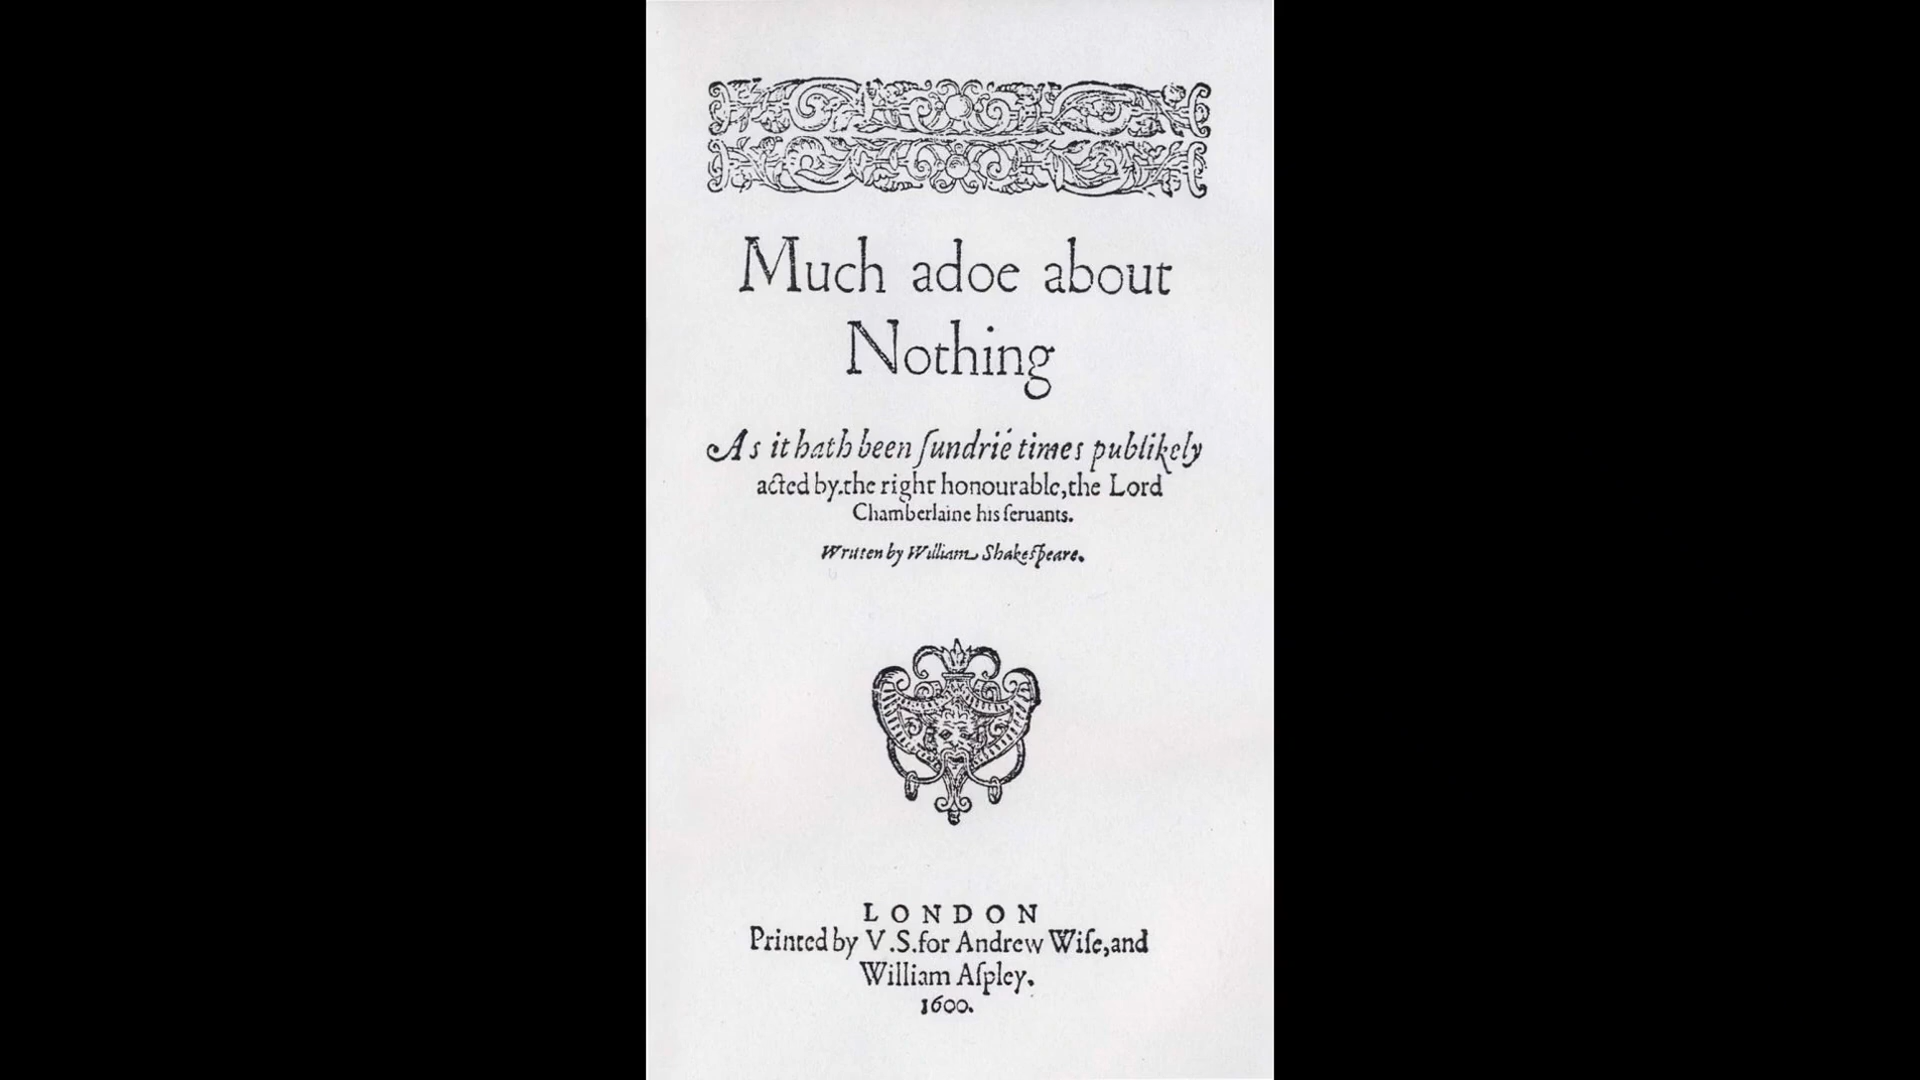 Much adoe about
Nothing
As it hath been ſundrie times publikely
acted by the right honourable, the Lord
Chamberlaine his ſeruants.
Written by William Shakeſpeare.
LONDON
Printed by V.S. for Andrew Wiſe, and
William Aſpley.
1600.